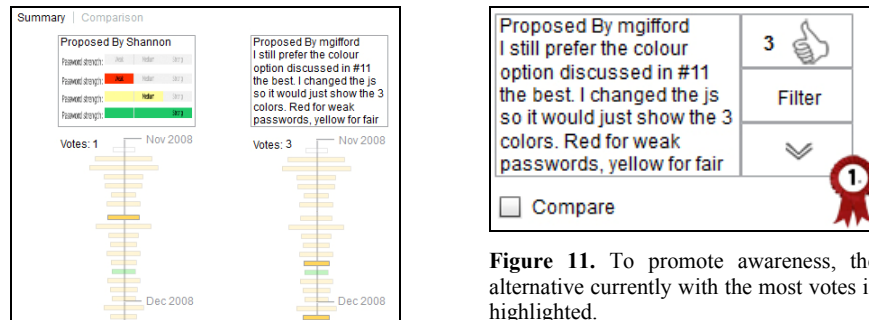 Summary | Comparison
Proposed By Shannon
Password strength:
Password strength:
Password strength:
Password strength:
Votes: 1
Nov 2008
Dec 2008
Proposed By mgifford
I still prefer the colour
option discussed in #11
the best. I changed the js
so it would just show the 3
colors. Red for weak
passwords, yellow for fair
Votes: 3
Nov 2008
Dec 2008
Proposed By mgifford
I still prefer the colour
option discussed in #11
the best. I changed the js
so it would just show the 3
colors. Red for weak
passwords, yellow for fair
3
Filter
1
Compare
Figure 11. To promote awareness, the
alternative currently with the most votes i
highlighted.